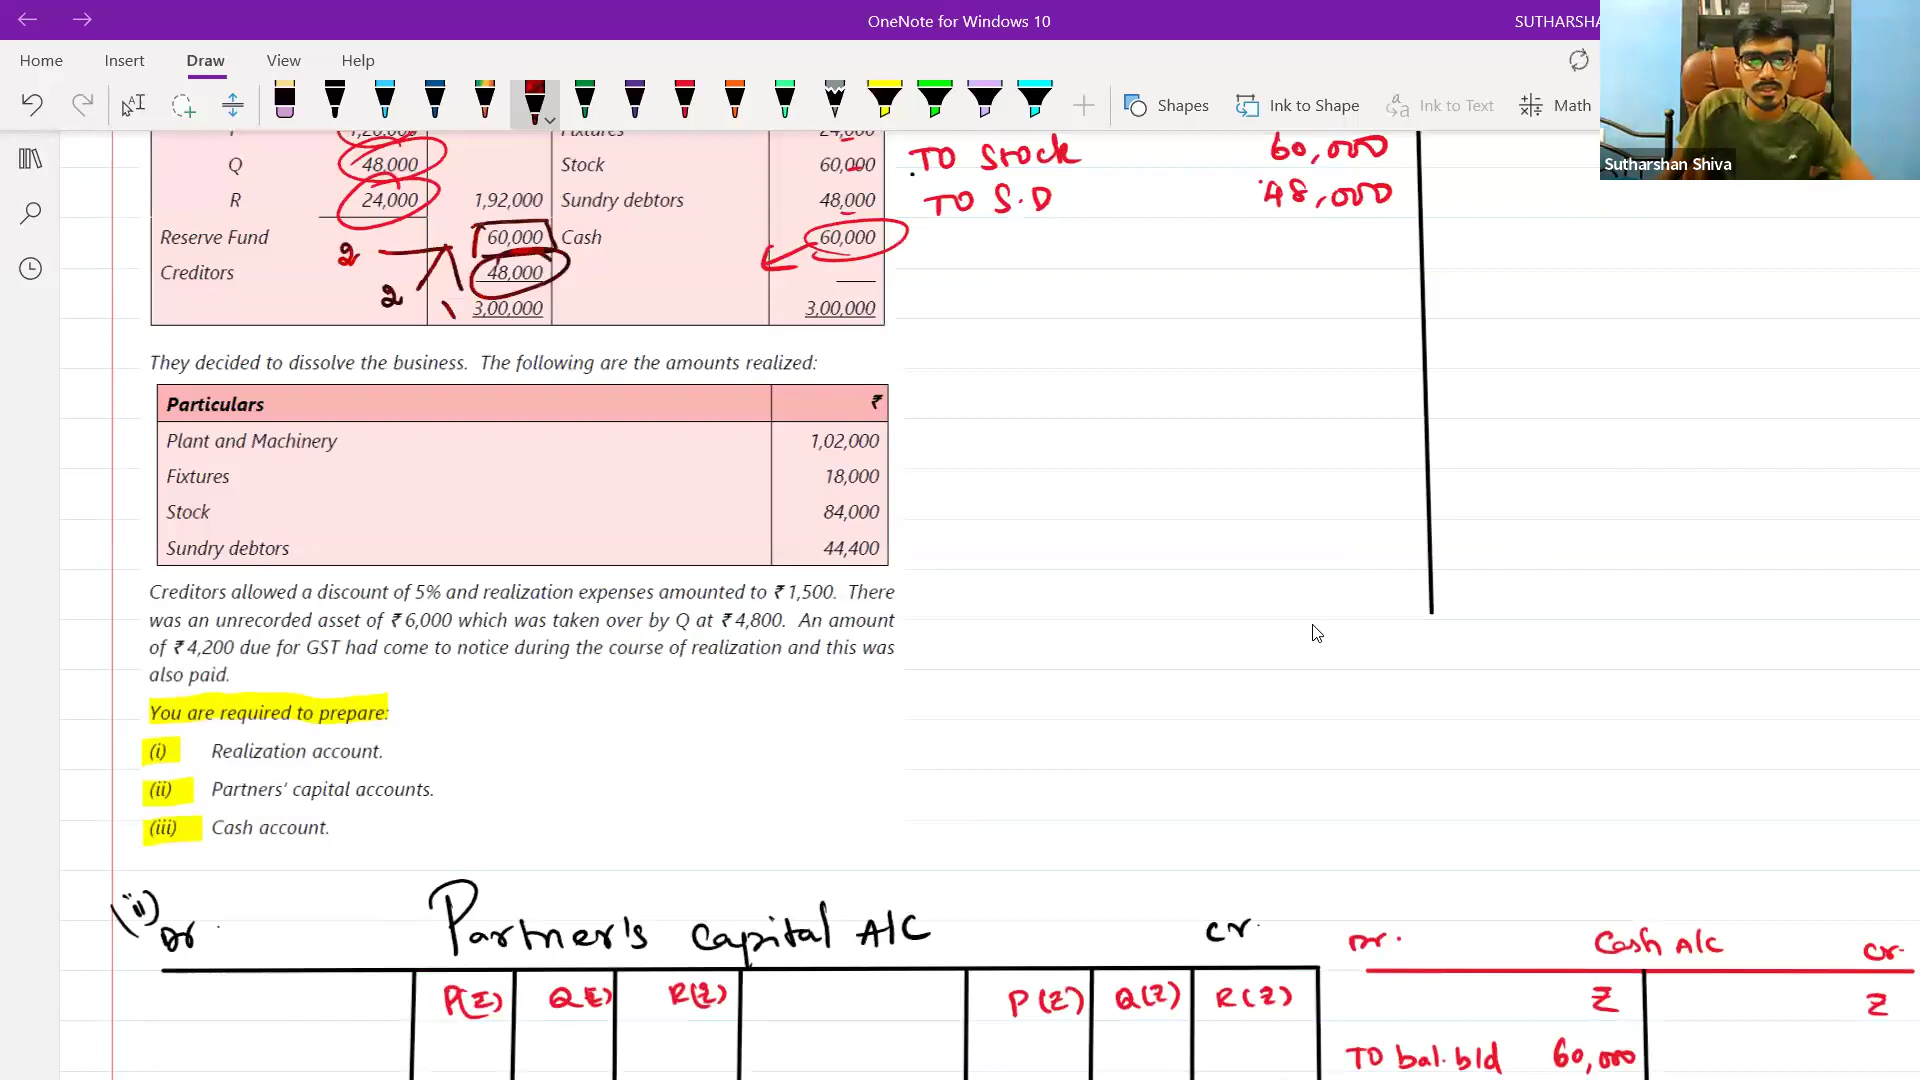 OneNote for Windows 10
SUTHARSHA
Home Insert Draw View Help
Shapes Ink to Shape Ink to Text Math
Sutharshan Shiva
Fixtures 24,000
Q 48,000 Stock 60,000
R 24,000 1,92,000 Sundry debtors 48,000
Reserve Fund 60,000 Cash 60,000
Creditors 48,000
3,00,000 3,00,000
2
2
1
TO Stock 60,000
TO S.D 48,000
They decided to dissolve the business. The following are the amounts realized:
Particulars ₹
Plant and Machinery 1,02,000
Fixtures 18,000
Stock 84,000
Sundry debtors 44,400
Creditors allowed a discount of 5% and realization expenses amounted to ₹ 1,500. There
was an unrecorded asset of ₹ 6,000 which was taken over by Q at ₹ 4,800. An amount
of ₹ 4,200 due for GST had come to notice during the course of realization and this was
also paid.
You are required to prepare:
(i) Realization account.
(ii) Partners' capital accounts.
(iii) Cash account.
(ii) Dr Partner's capital A/C cr.
P(₹) Q(₹) R(₹) P(₹) Q(₹) R(₹)
Dr. Cash A/C cr.
₹ ₹
TO bal. b/d 60,000